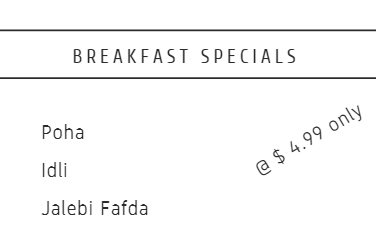 BREAKFAST SPECIALS
@ $ 4.99 only
Poha
Idli
Jalebi Fafda